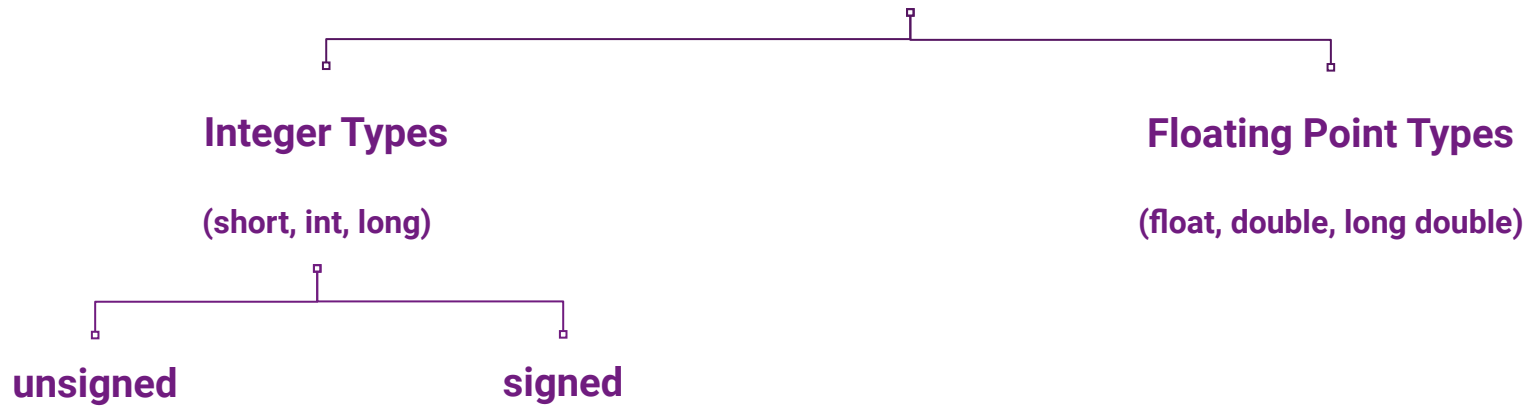 Integer Types
Floating Point Types
(short, int, long)
(float, double, long double)
unsigned
signed